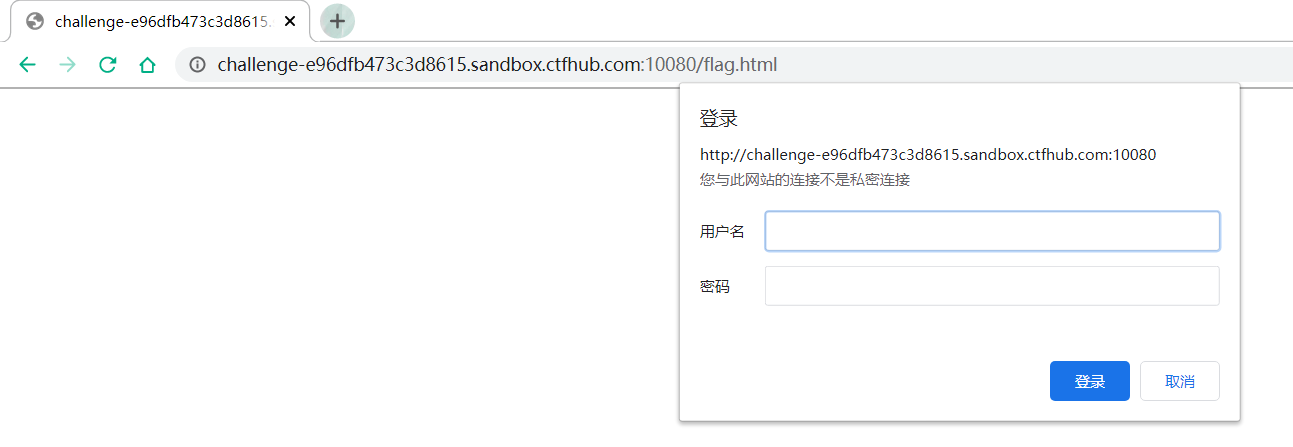 challenge-e96dfb473c3d8615.
challenge-e96dfb473c3d8615.sandbox.ctfhub.com:10080/flag.html
登录
http://challenge-e96dfb473c3d8615.sandbox.ctfhub.com:10080
您与此网站的连接不是私密连接
用户名
密码
登录 取消